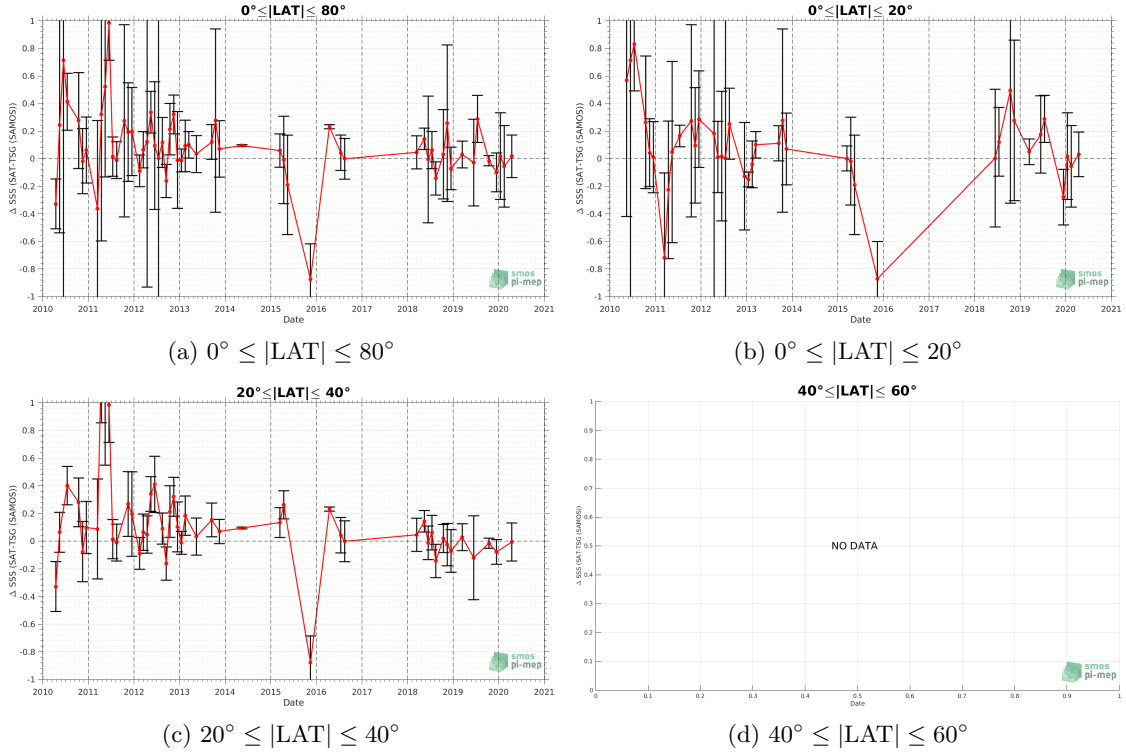 0°≤|LAT|≤ 80°
Δ SSS (SAT-TSG (SAMOS))
1
0.8
0.6
0.4
0.2
0
-0.2
-0.4
-0.6
-0.8
-1
2010 2011 2012 2013 2014 2015 2016 2017 2018 2019 2020 2021
Date
smos
pi-mep
(a) 0° ≤ |LAT| ≤ 80°
0°≤|LAT|≤ 20°
Δ SSS (SAT-TSG (SAMOS))
1
0.8
0.6
0.4
0.2
0
-0.2
-0.4
-0.6
-0.8
-1
2010 2011 2012 2013 2014 2015 2016 2017 2018 2019 2020 2021
Date
smos
pi-mep
(b) 0° ≤ |LAT| ≤ 20°
20°≤|LAT|≤ 40°
Δ SSS (SAT-TSG (SAMOS))
1
0.8
0.6
0.4
0.2
0
-0.2
-0.4
-0.6
-0.8
-1
2010 2011 2012 2013 2014 2015 2016 2017 2018 2019 2020 2021
Date
smos
pi-mep
(c) 20° ≤ |LAT| ≤ 40°
40°≤|LAT|≤ 60°
Δ SSS (SAT-TSG (SAMOS))
1
0.9
0.8
0.7
0.6
0.5
0.4
0.3
0.2
0.1
0
NO DATA
0 0.1 0.2 0.3 0.4 0.5 0.6 0.7 0.8 0.9 1
Date
smos
pi-mep
(d) 40° ≤ |LAT| ≤ 60°